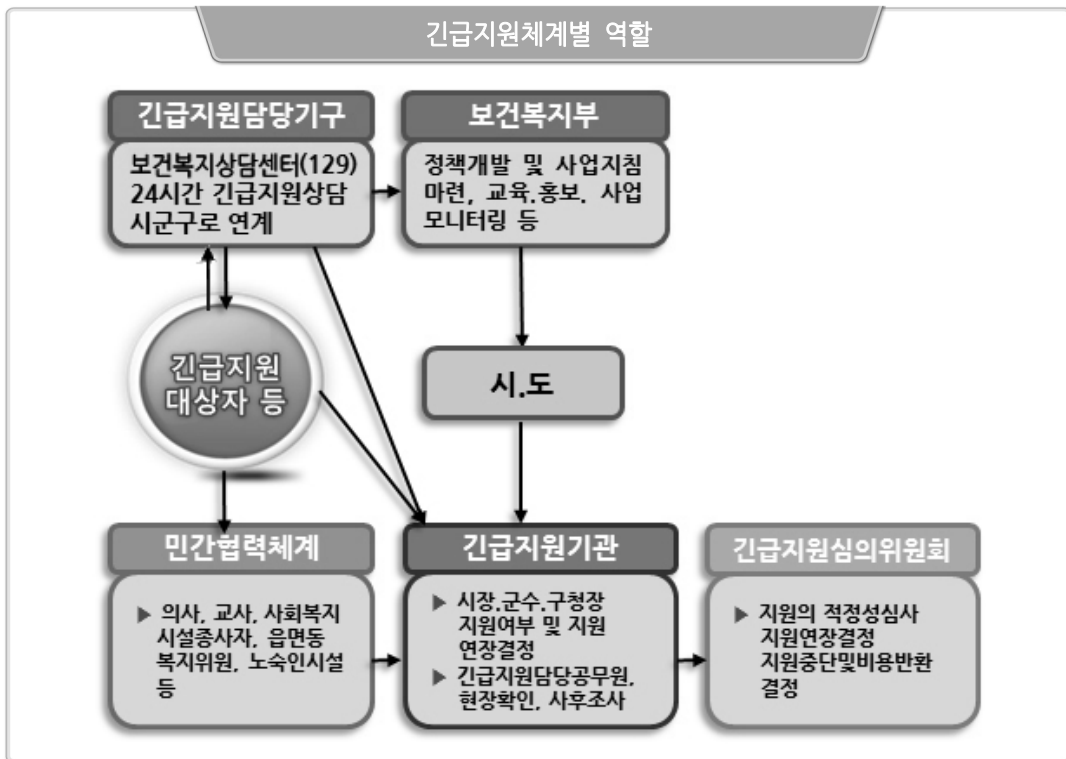 긴급지원체계별 역할
긴급지원담당기구
보건복지상담센터(129)
24시간 긴급지원상담
시군구로 연계
보건복지부
정책개발 및 사업지침
마련, 교육.홍보. 사업
모니터링 등
긴급지원
대상자 등
시.도
민간협력체계
▶ 의사, 교사, 사회복지
시설종사자, 읍면동
복지위원, 노숙인시설
등
긴급지원기관
▶ 시장.군수.구청장
지원여부 및 지원
연장결정
▶ 긴급지원담당공무원,
현장확인, 사후조사
긴급지원심의위원회
▶ 지원의 적정성심사
지원연장결정
지원중단및비용반환
결정